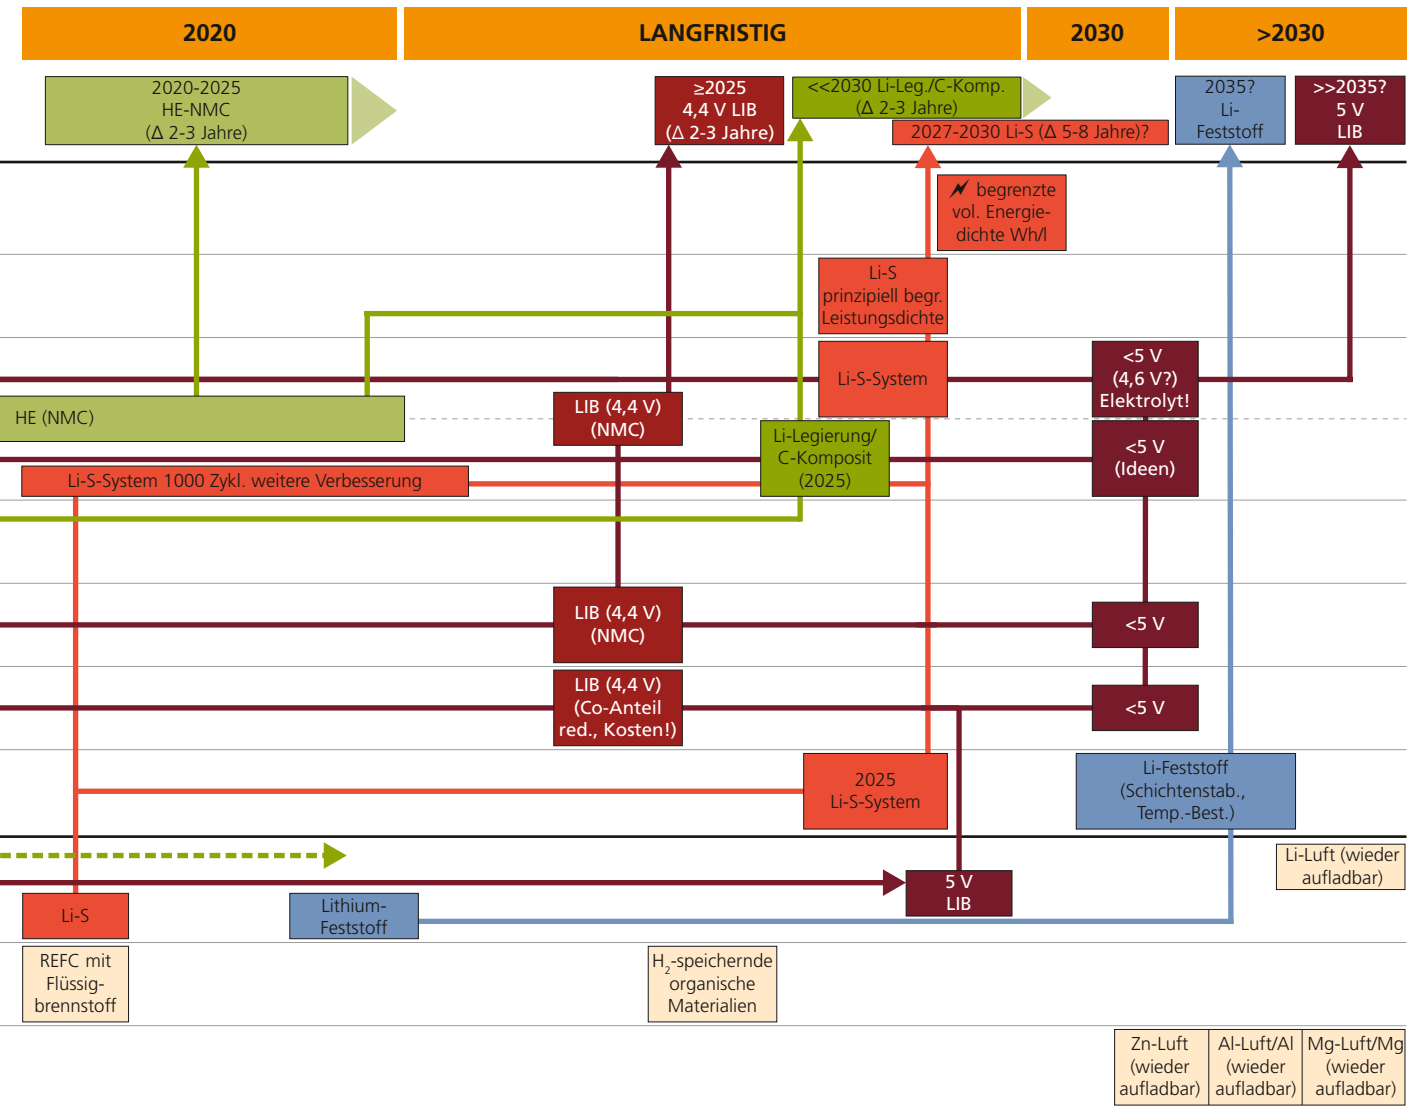 2020
LANGFRISTIG
2030
>2030
2020-2025
HE-NMC
(Δ 2-3 Jahre)
≥2025
4,4 V LIB
(Δ 2-3 Jahre)
<<2030 Li-Leg./C-Komp.
(Δ 2-3 Jahre)
2027-2030 Li-S (Δ 5-8 Jahre)?
2035?
Li-
Feststoff
>>2035?
5 V
LIB
begrenzte
vol. Energie-
dichte Wh/l
Li-S
prinzipiell begr.
Leistungsdichte
Li-S-System
<5 V
(4,6 V?)
Elektrolyt!
HE (NMC)
LIB (4,4 V)
(NMC)
Li-Legierung/
C-Komposit
(2025)
<5 V
(Ideen)
Li-S-System 1000 Zykl. weitere Verbesserung
LIB (4,4 V)
(NMC)
<5 V
LIB (4,4 V)
(Co-Anteil
red., Kosten!)
<5 V
2025
Li-S-System
Li-Feststoff
(Schichtenstab.,
Temp.-Best.)
Li-Luft (wieder
aufladbar)
5 V
LIB
Li-S
Lithium-
Feststoff
REFC mit
Flüssig-
brennstoff
H2-speichernde
organische
Materialien
Zn-Luft
(wieder
aufladbar)
Al-Luft/Al
(wieder
aufladbar)
Mg-Luft/Mg
(wieder
aufladbar)